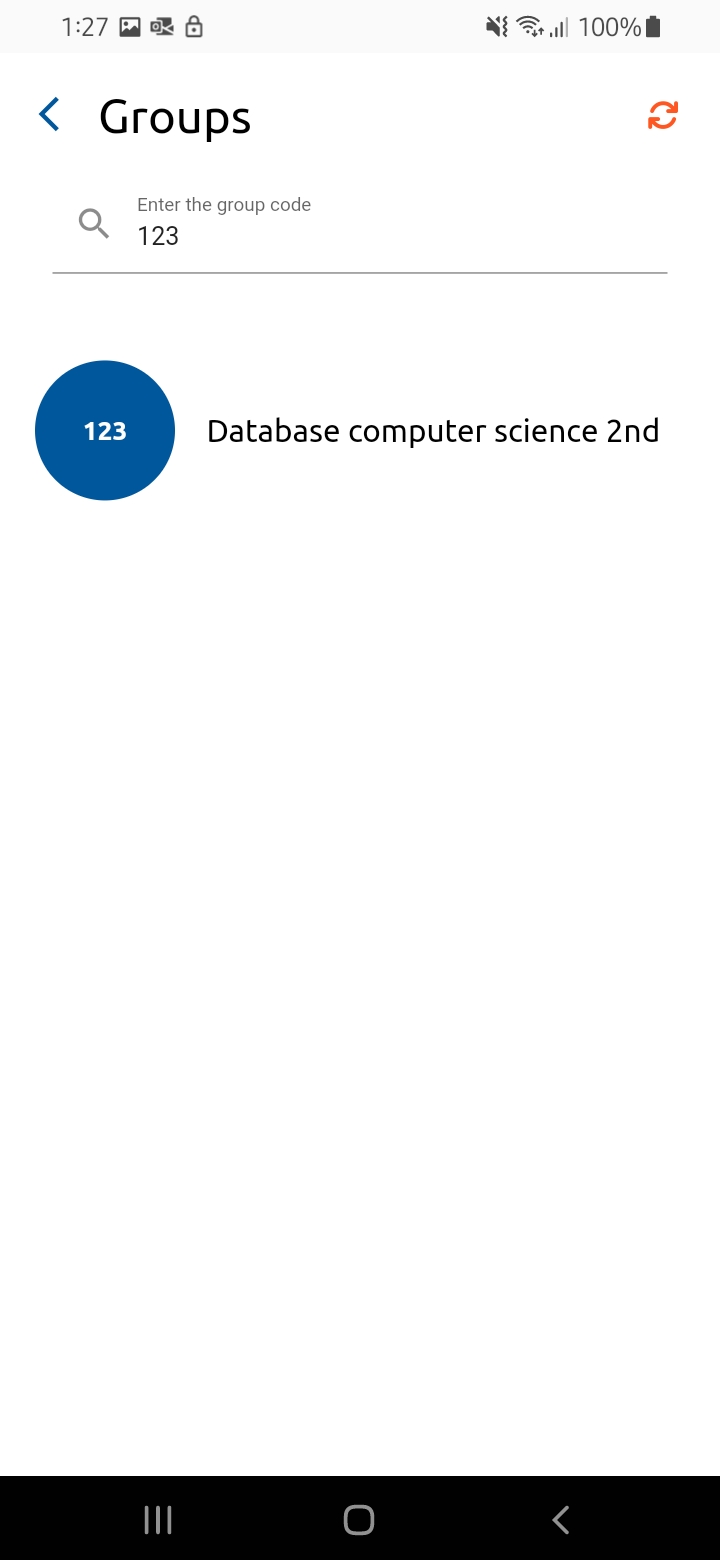 1:27 100%
Groups
Enter the group code
123
123 Database computer science 2nd